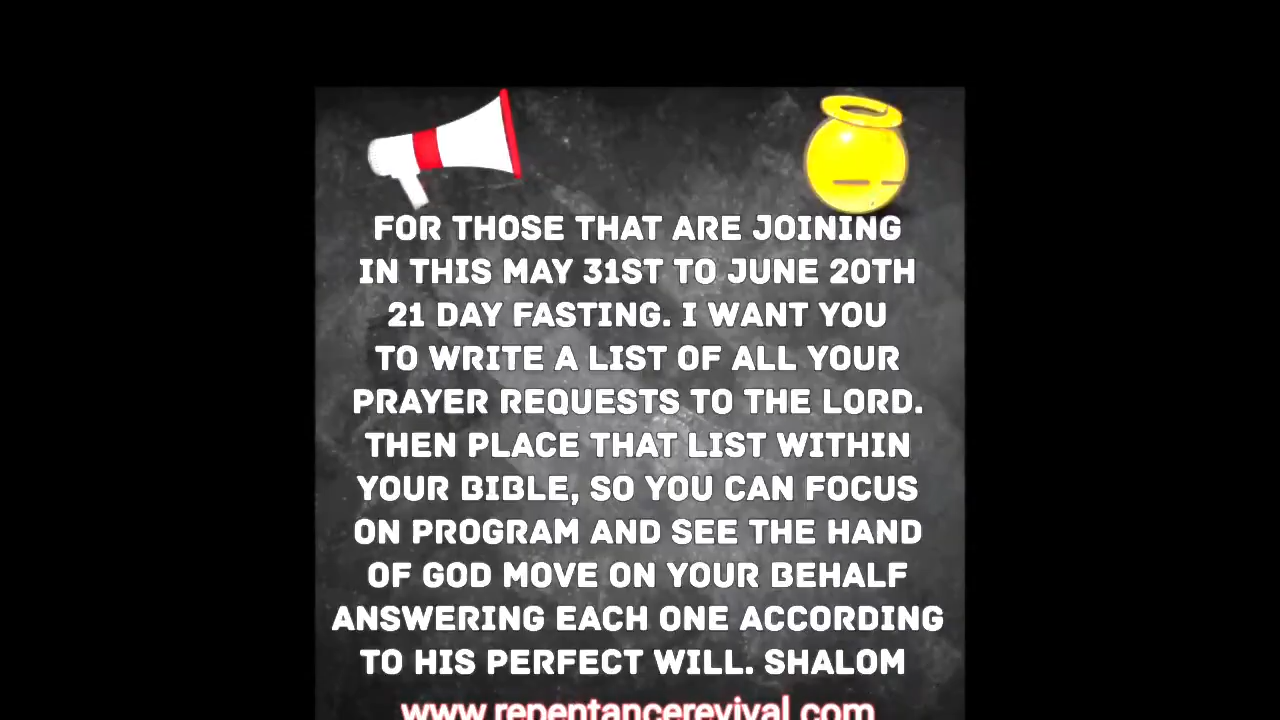 FOR THOSE THAT ARE JOINING
IN THIS MAY 31ST TO JUNE 20TH
21 DAY FASTING. I WANT YOU
TO WRITE A LIST OF ALL YOUR
PRAYER REQUESTS TO THE LORD.
THEN PLACE THAT LIST WITHIN
YOUR BIBLE, SO YOU CAN FOCUS
ON PROGRAM AND SEE THE HAND
OF GOD MOVE ON YOUR BEHALF
ANSWERING EACH ONE ACCORDING
TO HIS PERFECT WILL. SHALOM
www.repentancerevival.com